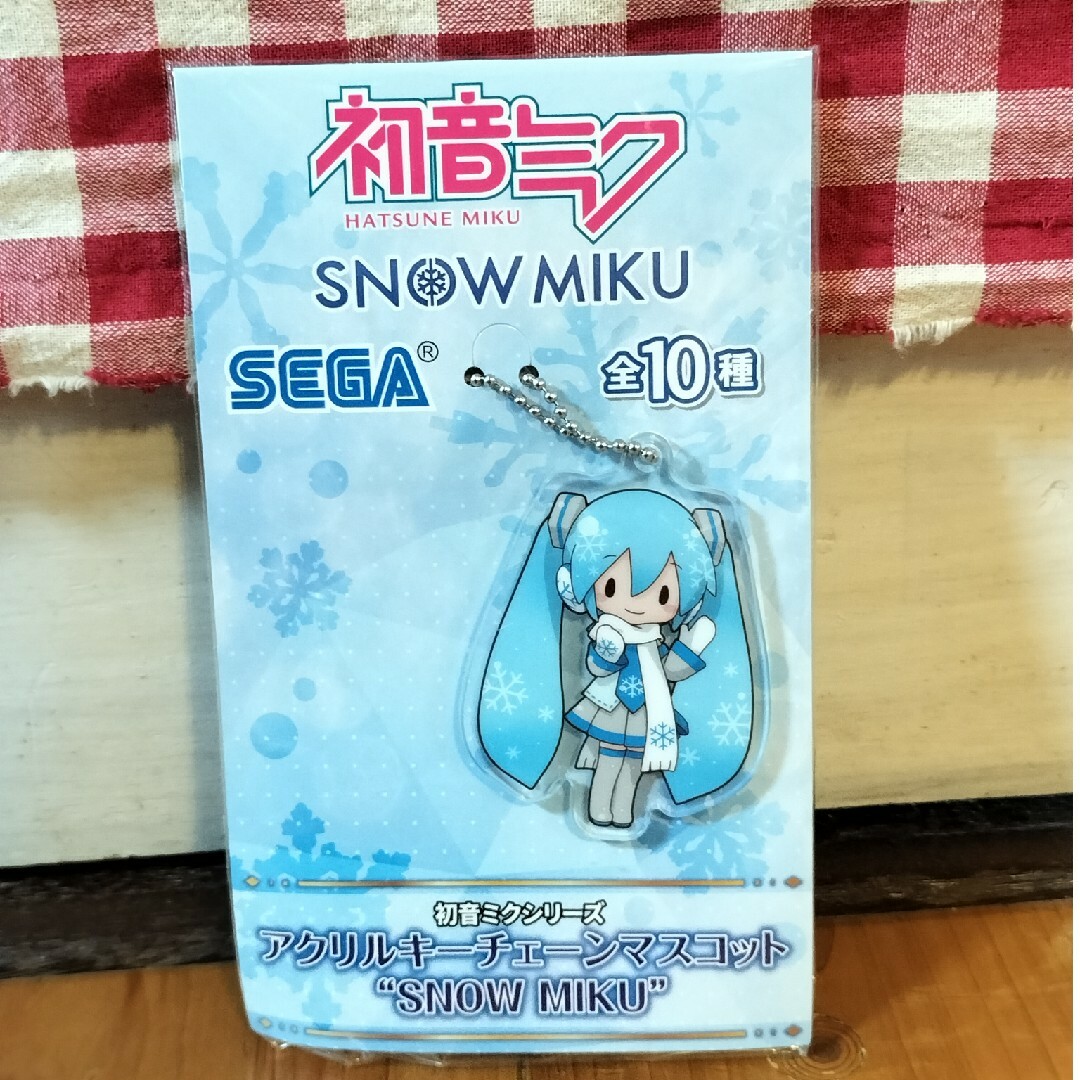 初音ミク
HATSUNE MIKU
SNOW MIKU
SEGA®
全10種
初音ミクシリーズ
アクリルキーチェーンマスコット
“SNOW MIKU”